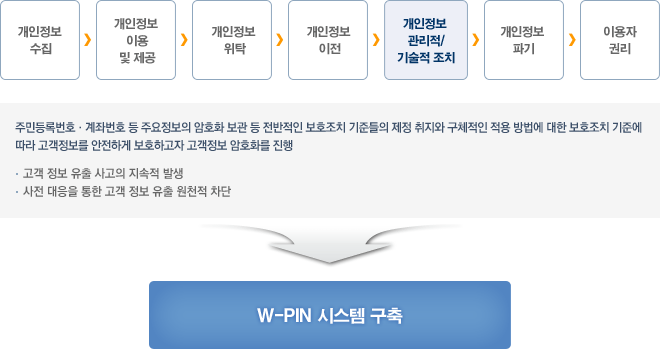 개인정보
수집
개인정보
이용
및 제공
개인정보
위탁
개인정보
이전
개인정보
관리적/
기술적 조치
개인정보
파기
이용자
권리
주민등록번호 · 계좌번호 등 주요정보의 암호화 보관 등 전반적인 보호조치 기준들의 제정 취지와 구체적인 적용 방법에 대한 보호조치 기준에
따라 고객정보를 안전하게 보호하고자 고객정보 암호화를 진행
· 고객 정보 유출 사고의 지속적 발생
· 사전 대응을 통한 고객 정보 유출 원천적 차단
W-PIN 시스템 구축